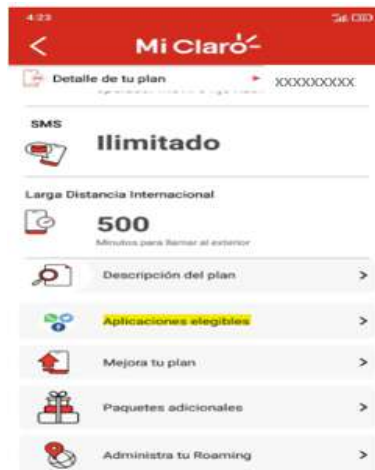 4:23
Mi Claro
Detalle de tu plan XXXXXXXXX
SMS
Ilimitado
Larga Distancia Internacional
500
Minutos para llamar al exterior
Descripción del plan
Aplicaciones elegibles
Mejora tu plan
Paquetes adicionales
Administra tu Roaming